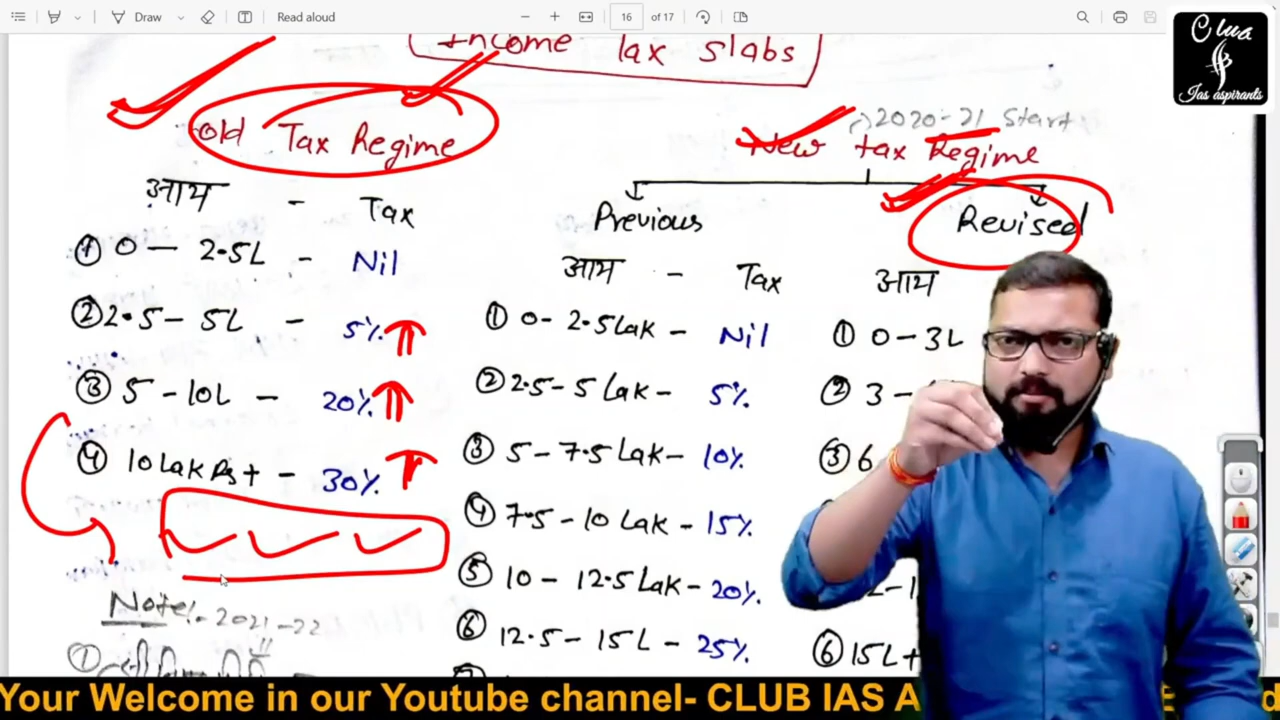 Draw
Read aloud
16 of 17
Clua
Ias aspirants
Income Tax Slabs
old Tax Regime
2020-21 Start
New tax Regime
आय - Tax
① 0 — 2.5L - Nil
② 2.5 - 5L - 5%
③ 5 - 10L - 20%
④ 10 Lak Rs + - 30%
Note:- 2021-22
①
Previous
आय - Tax
① 0 - 2.5 Lak - Nil
② 2.5 - 5 Lak - 5%
③ 5 - 7.5 Lak - 10%
④ 7.5 - 10 Lak - 15%
⑤ 10 - 12.5 Lak - 20%
⑥ 12.5 - 15 L - 25%
Revised
आय
① 0 - 3L
② 3 -
③ 6
⑥ 15L+
Your Welcome in our Youtube channel- CLUB IAS A